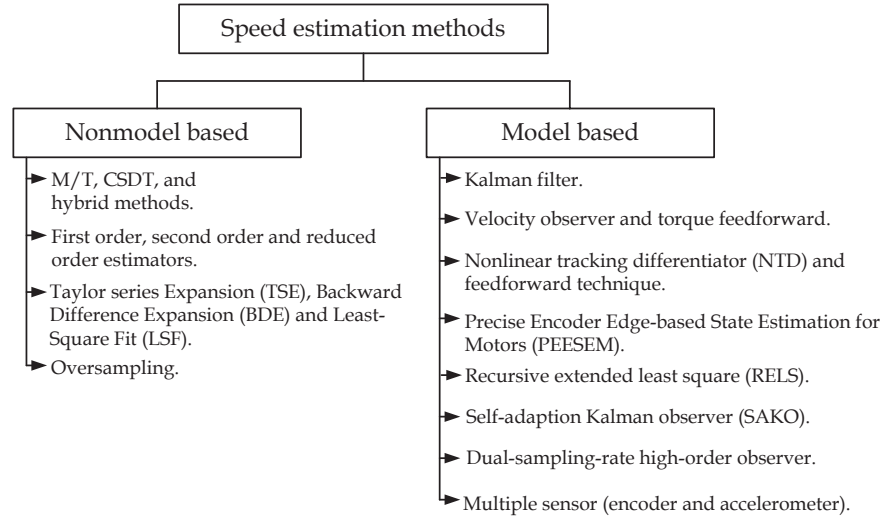 Speed estimation methods
Nonmodel based
M/T, CSDT, and
hybrid methods.
First order, second order and reduced
order estimators.
Taylor series Expansion (TSE), Backward
Difference Expansion (BDE) and Least-
Square Fit (LSF).
Oversampling.
Model based
Kalman filter.
Velocity observer and torque feedforward.
Nonlinear tracking differentiator (NTD) and
feedforward technique.
Precise Encoder Edge-based State Estimation for
Motors (PEESEM).
Recursive extended least square (RELS).
Self-adaption Kalman observer (SAKO).
Dual-sampling-rate high-order observer.
Multiple sensor (encoder and accelerometer).